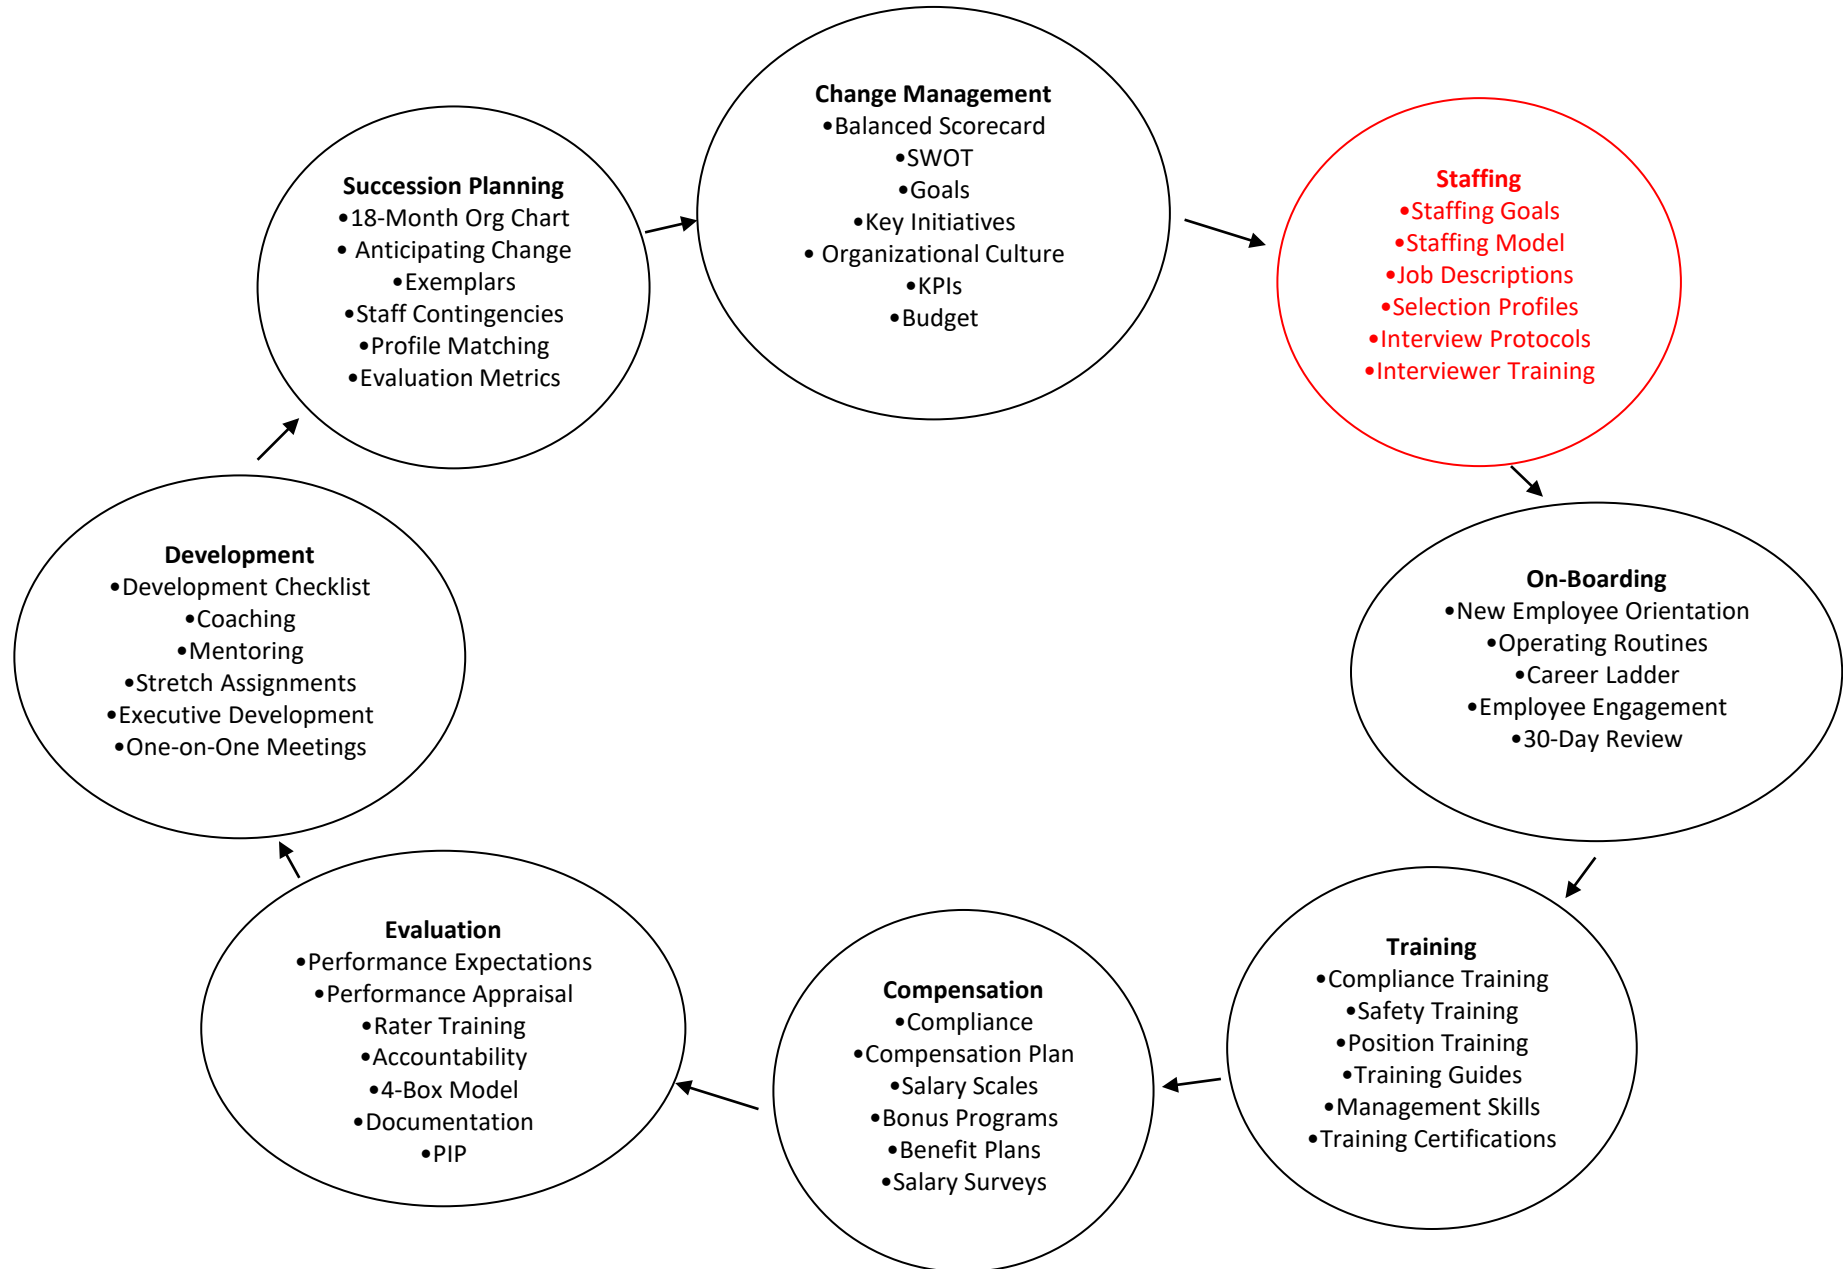 Change Management
•Balanced Scorecard
•SWOT
•Goals
•Key Initiatives
• Organizational Culture
•KPIs
•Budget
Staffing
•Staffing Goals
•Staffing Model
•Job Descriptions
•Selection Profiles
•Interview Protocols
•Interviewer Training
On-Boarding
•New Employee Orientation
•Operating Routines
•Career Ladder
•Employee Engagement
•30-Day Review
Training
•Compliance Training
•Safety Training
•Position Training
•Training Guides
•Management Skills
•Training Certifications
Compensation
•Compliance
•Compensation Plan
•Salary Scales
•Bonus Programs
•Benefit Plans
•Salary Surveys
Evaluation
•Performance Expectations
•Performance Appraisal
•Rater Training
•Accountability
•4-Box Model
•Documentation
•PIP
Development
•Development Checklist
•Coaching
•Mentoring
•Stretch Assignments
•Executive Development
•One-on-One Meetings
Succession Planning
•18-Month Org Chart
• Anticipating Change
•Exemplars
•Staff Contingencies
•Profile Matching
•Evaluation Metrics